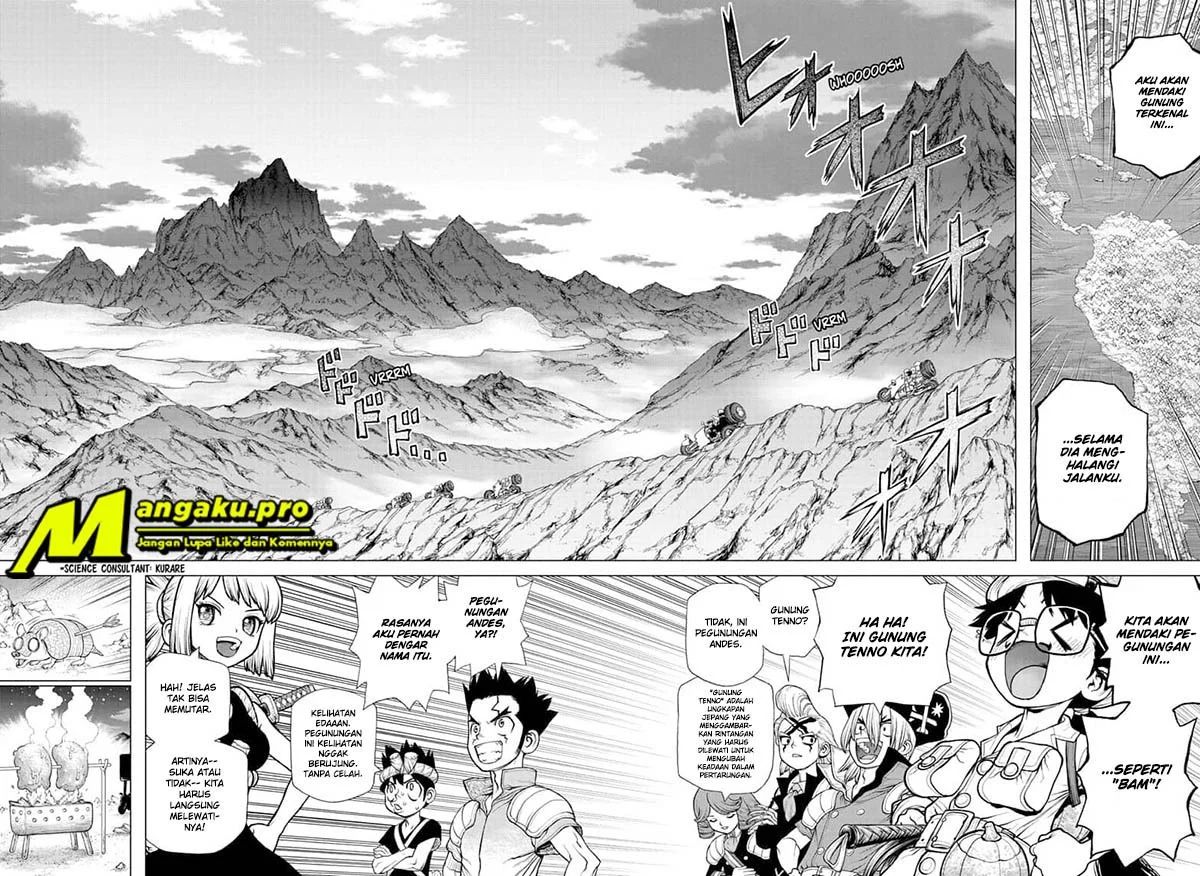 AKU AKAN
MENDAKI
GUNUNG
TERKENAL
INI...
...SELAMA
DIA MENG-
HALANGI
JALANKU.
ヒォオオオオオ
WHOOOOOSH
ドドド
VRRM
ドドド...
VRRRM
Mangaku.pro
Jangan Lupa Like dan Komennya
-SCIENCE CONSULTANT: KURARE
KITA AKAN
MENDAKI PE-
GUNUNGAN
INI...
...SEPERTI
"BAM"!
HA HA!
INI GUNUNG
TENNO KITA!
GUNUNG
TENNO?
TIDAK, INI
PEGUNUNGAN
ANDES.
"GUNUNG
TENNO" ADALAH
UNGKAPAN
JEPANG YANG
MENGGAMBAR-
KAN RINTANGAN
YANG HARUS
DILEWATI UNTUK
MENGUBAH
KEADAAN DALAM
PERTARUNGAN.
PEGU-
NUNGAN
ANDES,
YA?!
RASANYA
AKU PERNAH
DENGAR
NAMA ITU.
KELIHATAN
EDAAAN.
PEGUNUNGAN
INI KELIHATAN
NGGAK
BERUJUNG.
TANPA CELAH.
HAH! JELAS
TAK BISA
MEMUTAR.
ARTINYA--
SUKA ATAU
TIDAK-- KITA
HARUS
LANGSUNG
MELEWATI-
NYA!